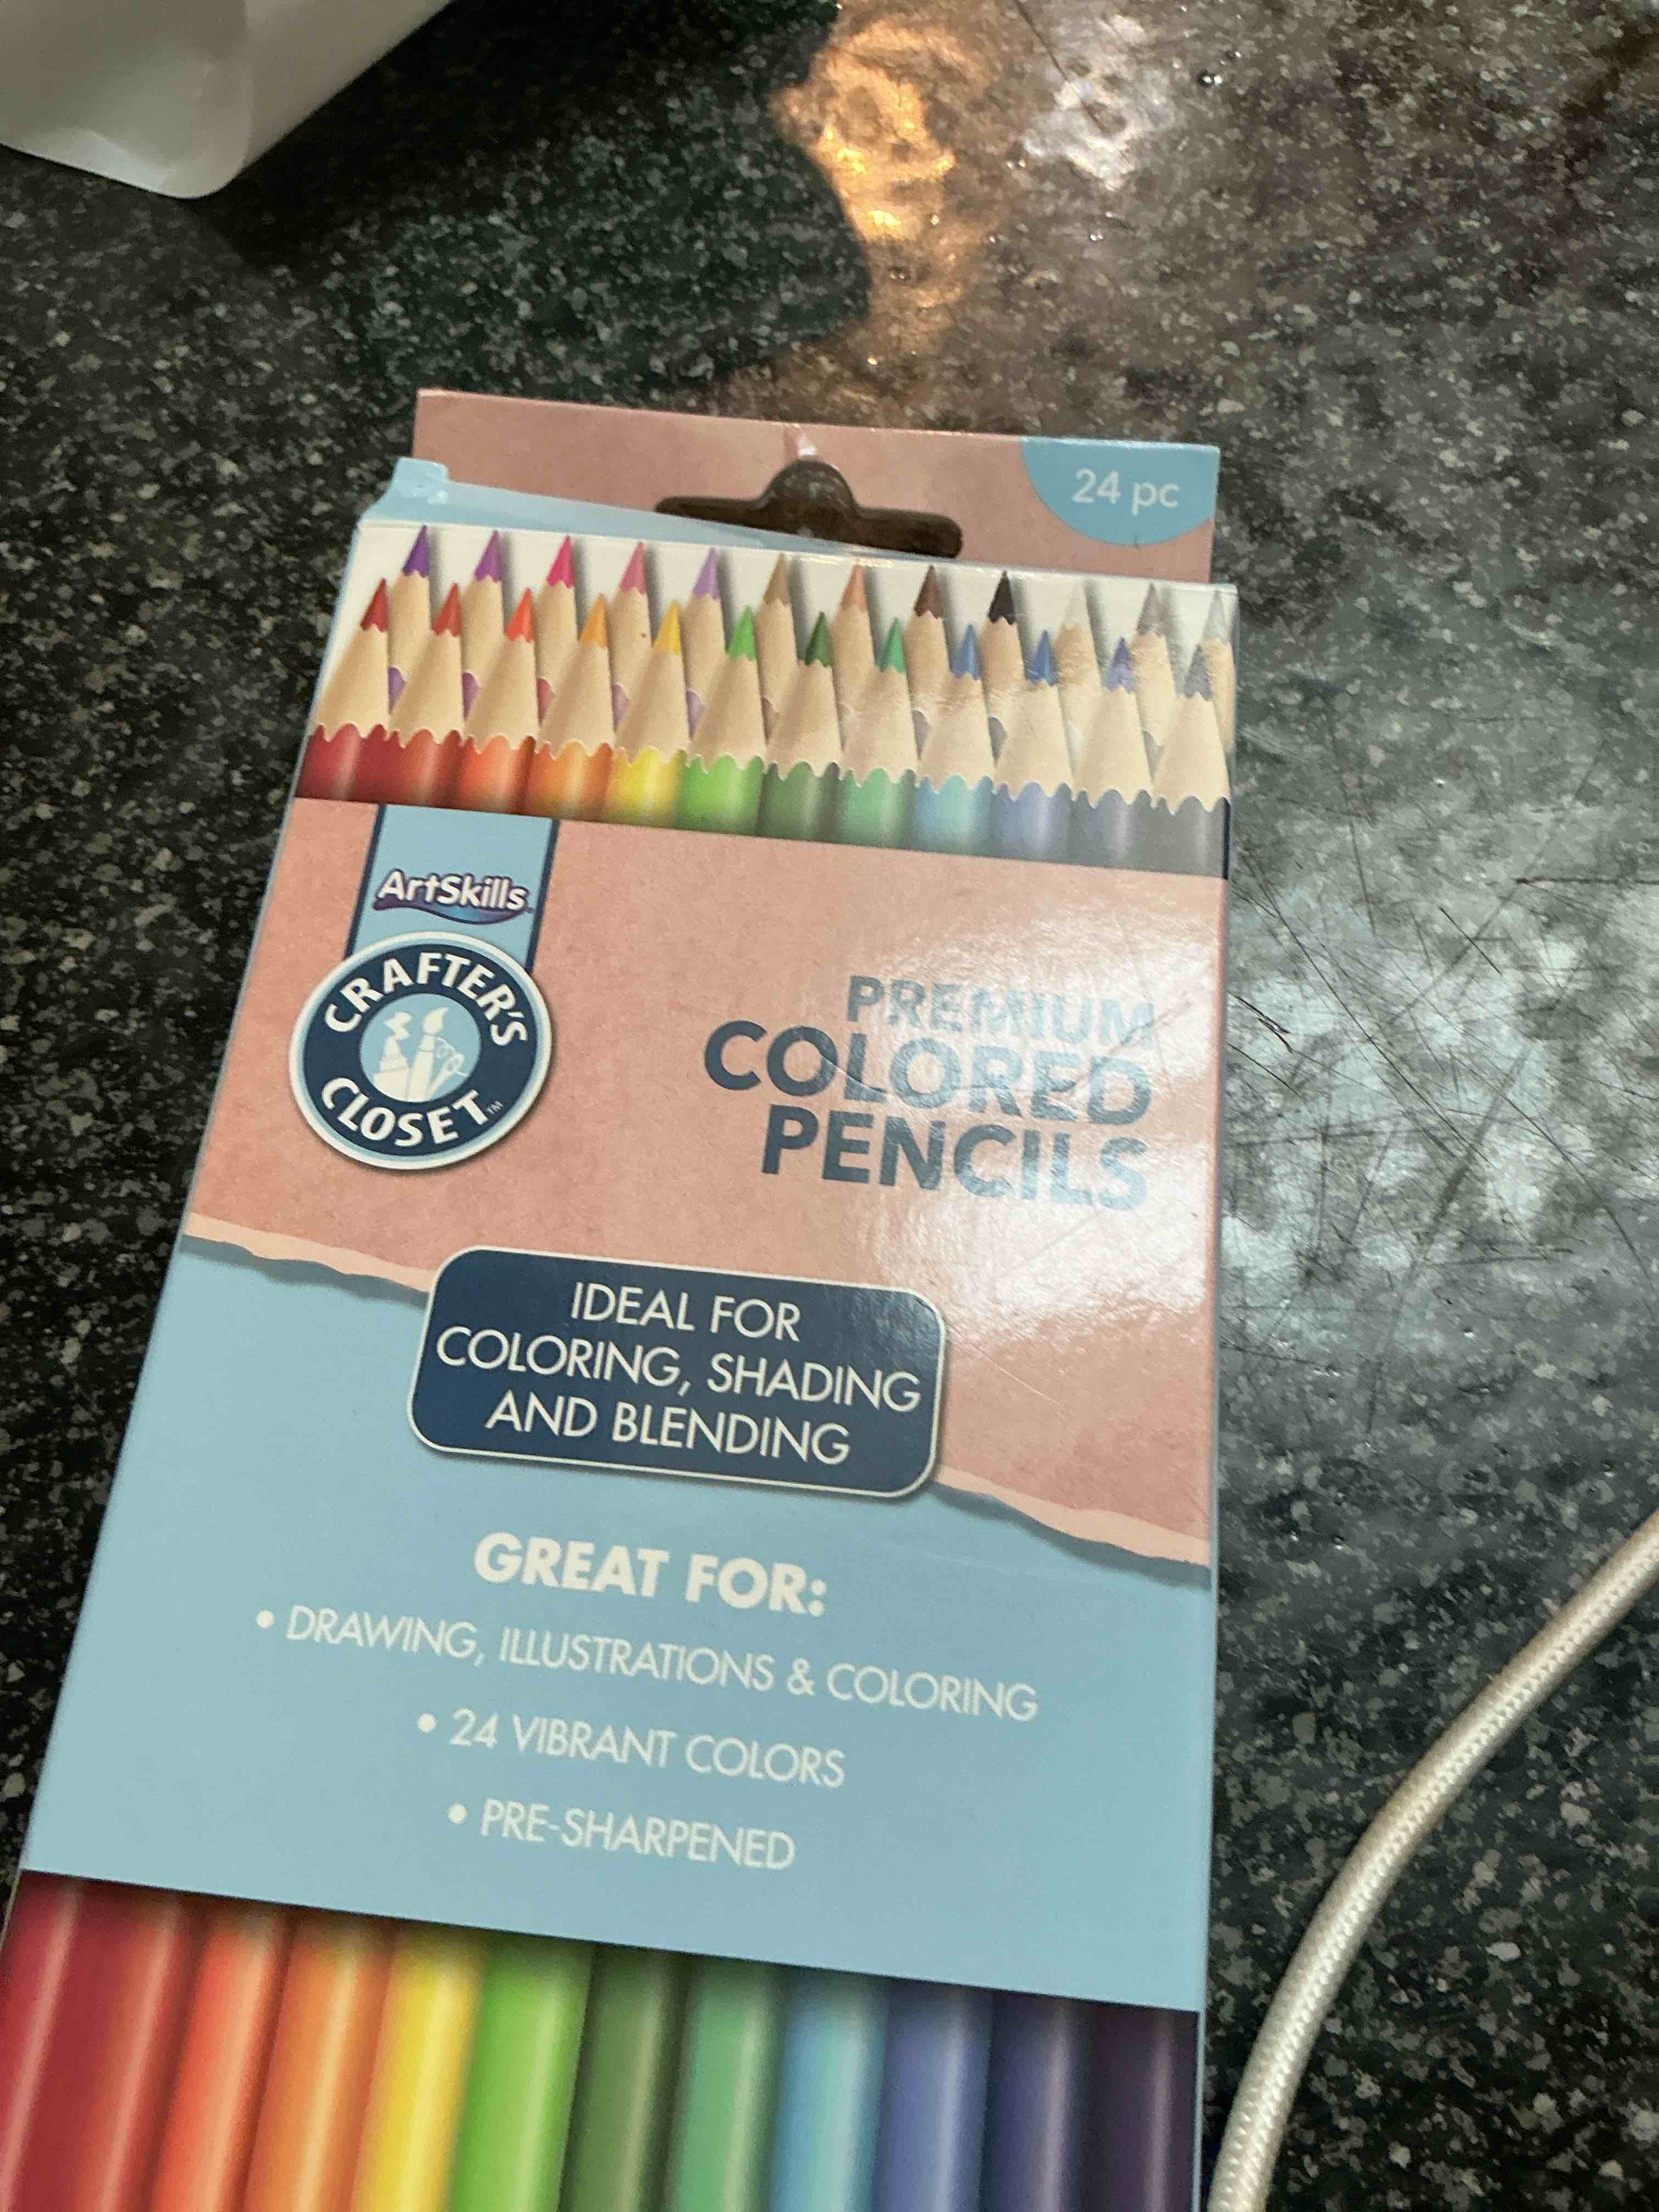 24 pc
ArtSkills
CRAFTER'S
CLOSET™
PREMIUM
COLORED
PENCILS
IDEAL FOR
COLORING, SHADING
AND BLENDING
GREAT FOR:
• DRAWING, ILLUSTRATIONS & COLORING
• 24 VIBRANT COLORS
• PRE-SHARPENED